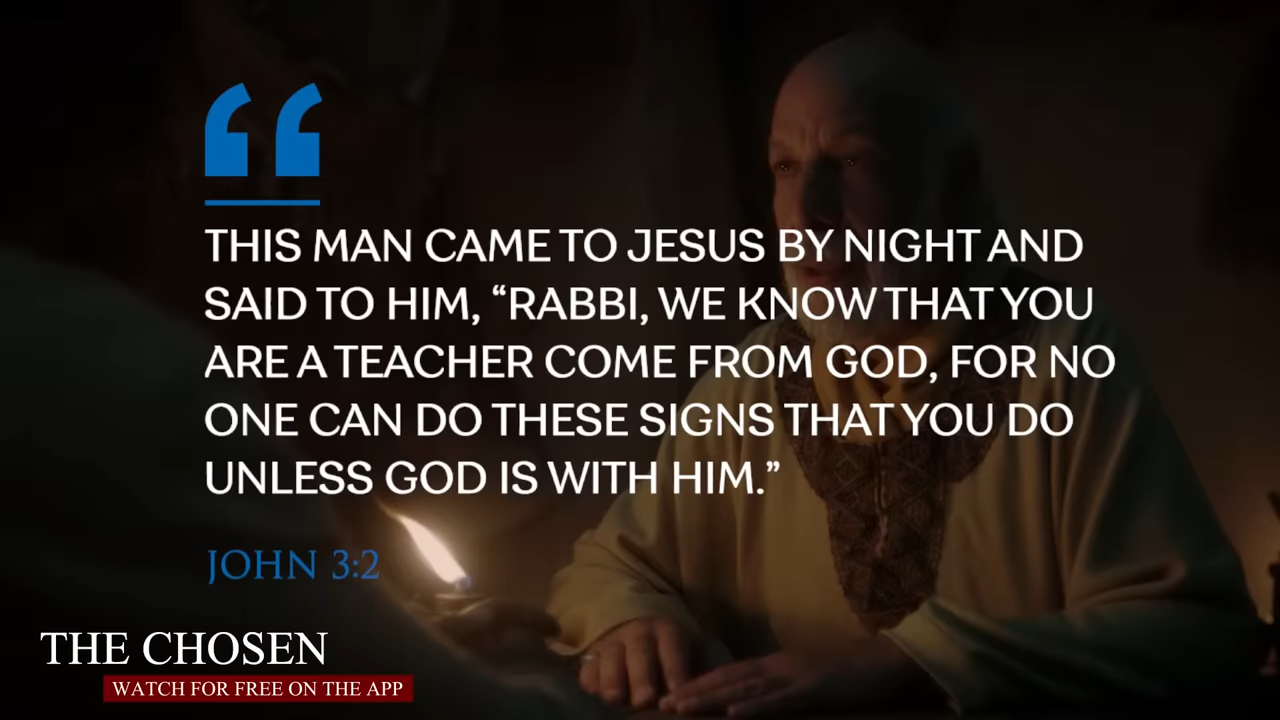 “
THIS MAN CAME TO JESUS BY NIGHT AND
SAID TO HIM, “RABBI, WE KNOW THAT YOU
ARE A TEACHER COME FROM GOD, FOR NO
ONE CAN DO THESE SIGNS THAT YOU DO
UNLESS GOD IS WITH HIM.”
JOHN 3:2
THE CHOSEN
WATCH FOR FREE ON THE APP